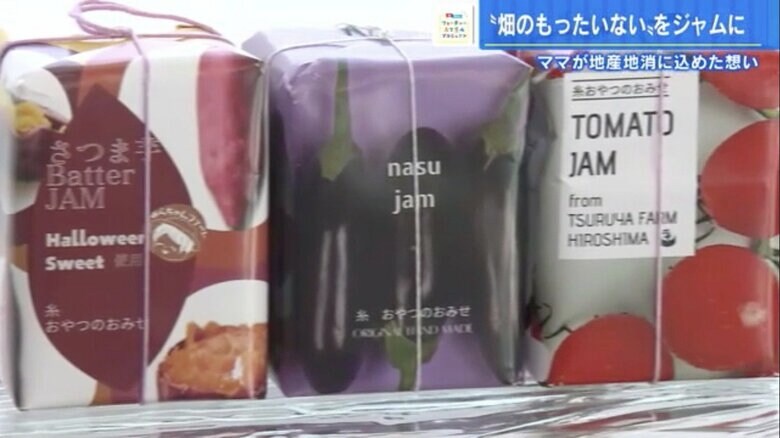 〝畑のもったいない〟をジャムに
ママが地産地消に込めた想い
さつま芋
Batter
JAM
Halloween
Sweet 使用
糸
おやつのおみせ
nasu
jam
糸 おやつのおみせ
ORIGINAL HAND MADE
糸おやつのおみせ
TOMATO
JAM
from
TSURUYA FARM
HIROSHIMA